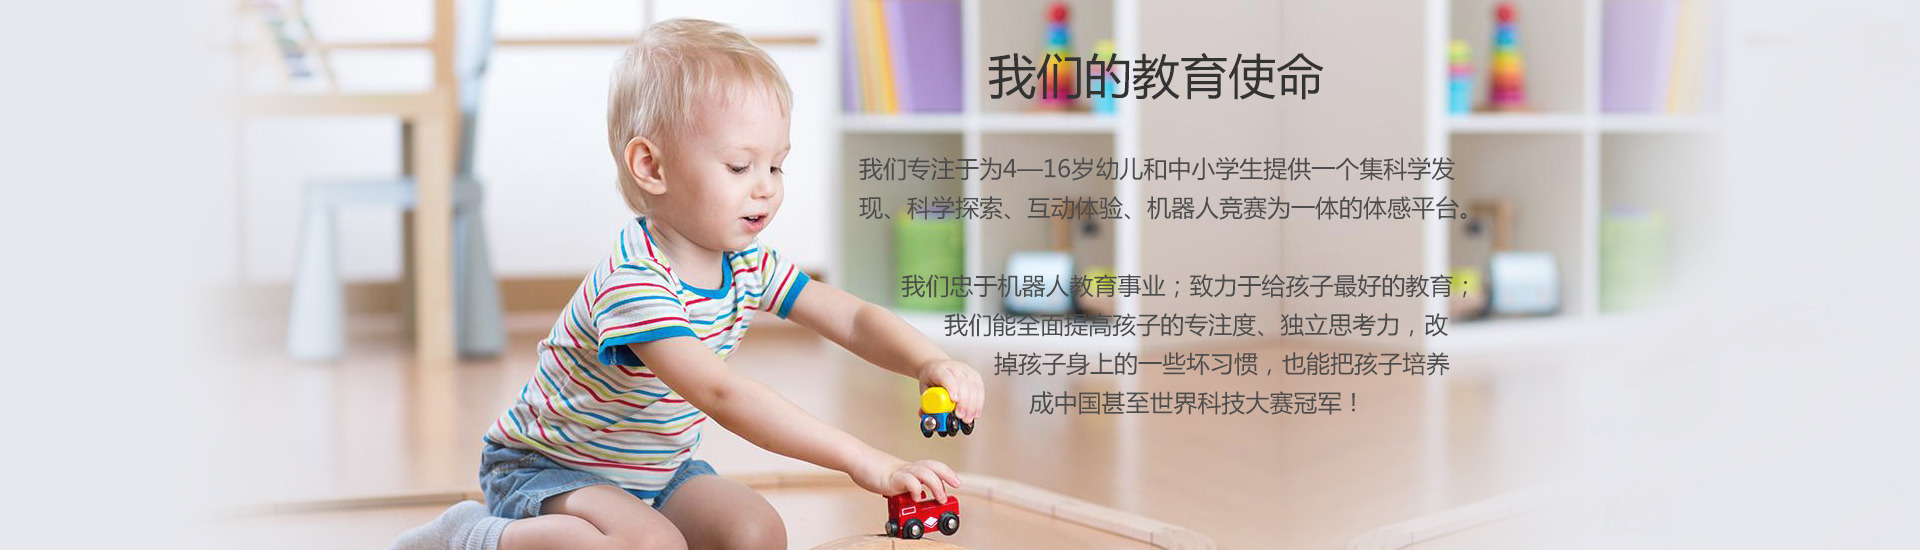 我们的教育使命
我们专注于为4—16岁幼儿和中小学生提供一个集科学发
现、科学探索、互动体验、机器人竞赛为一体的体感平台。
我们忠于机器人教育事业；致力于给孩子最好的教育；
我们能全面提高孩子的专注度、独立思考力，改
掉孩子身上的一些坏习惯，也能把孩子培养
成中国甚至世界科技大赛冠军！